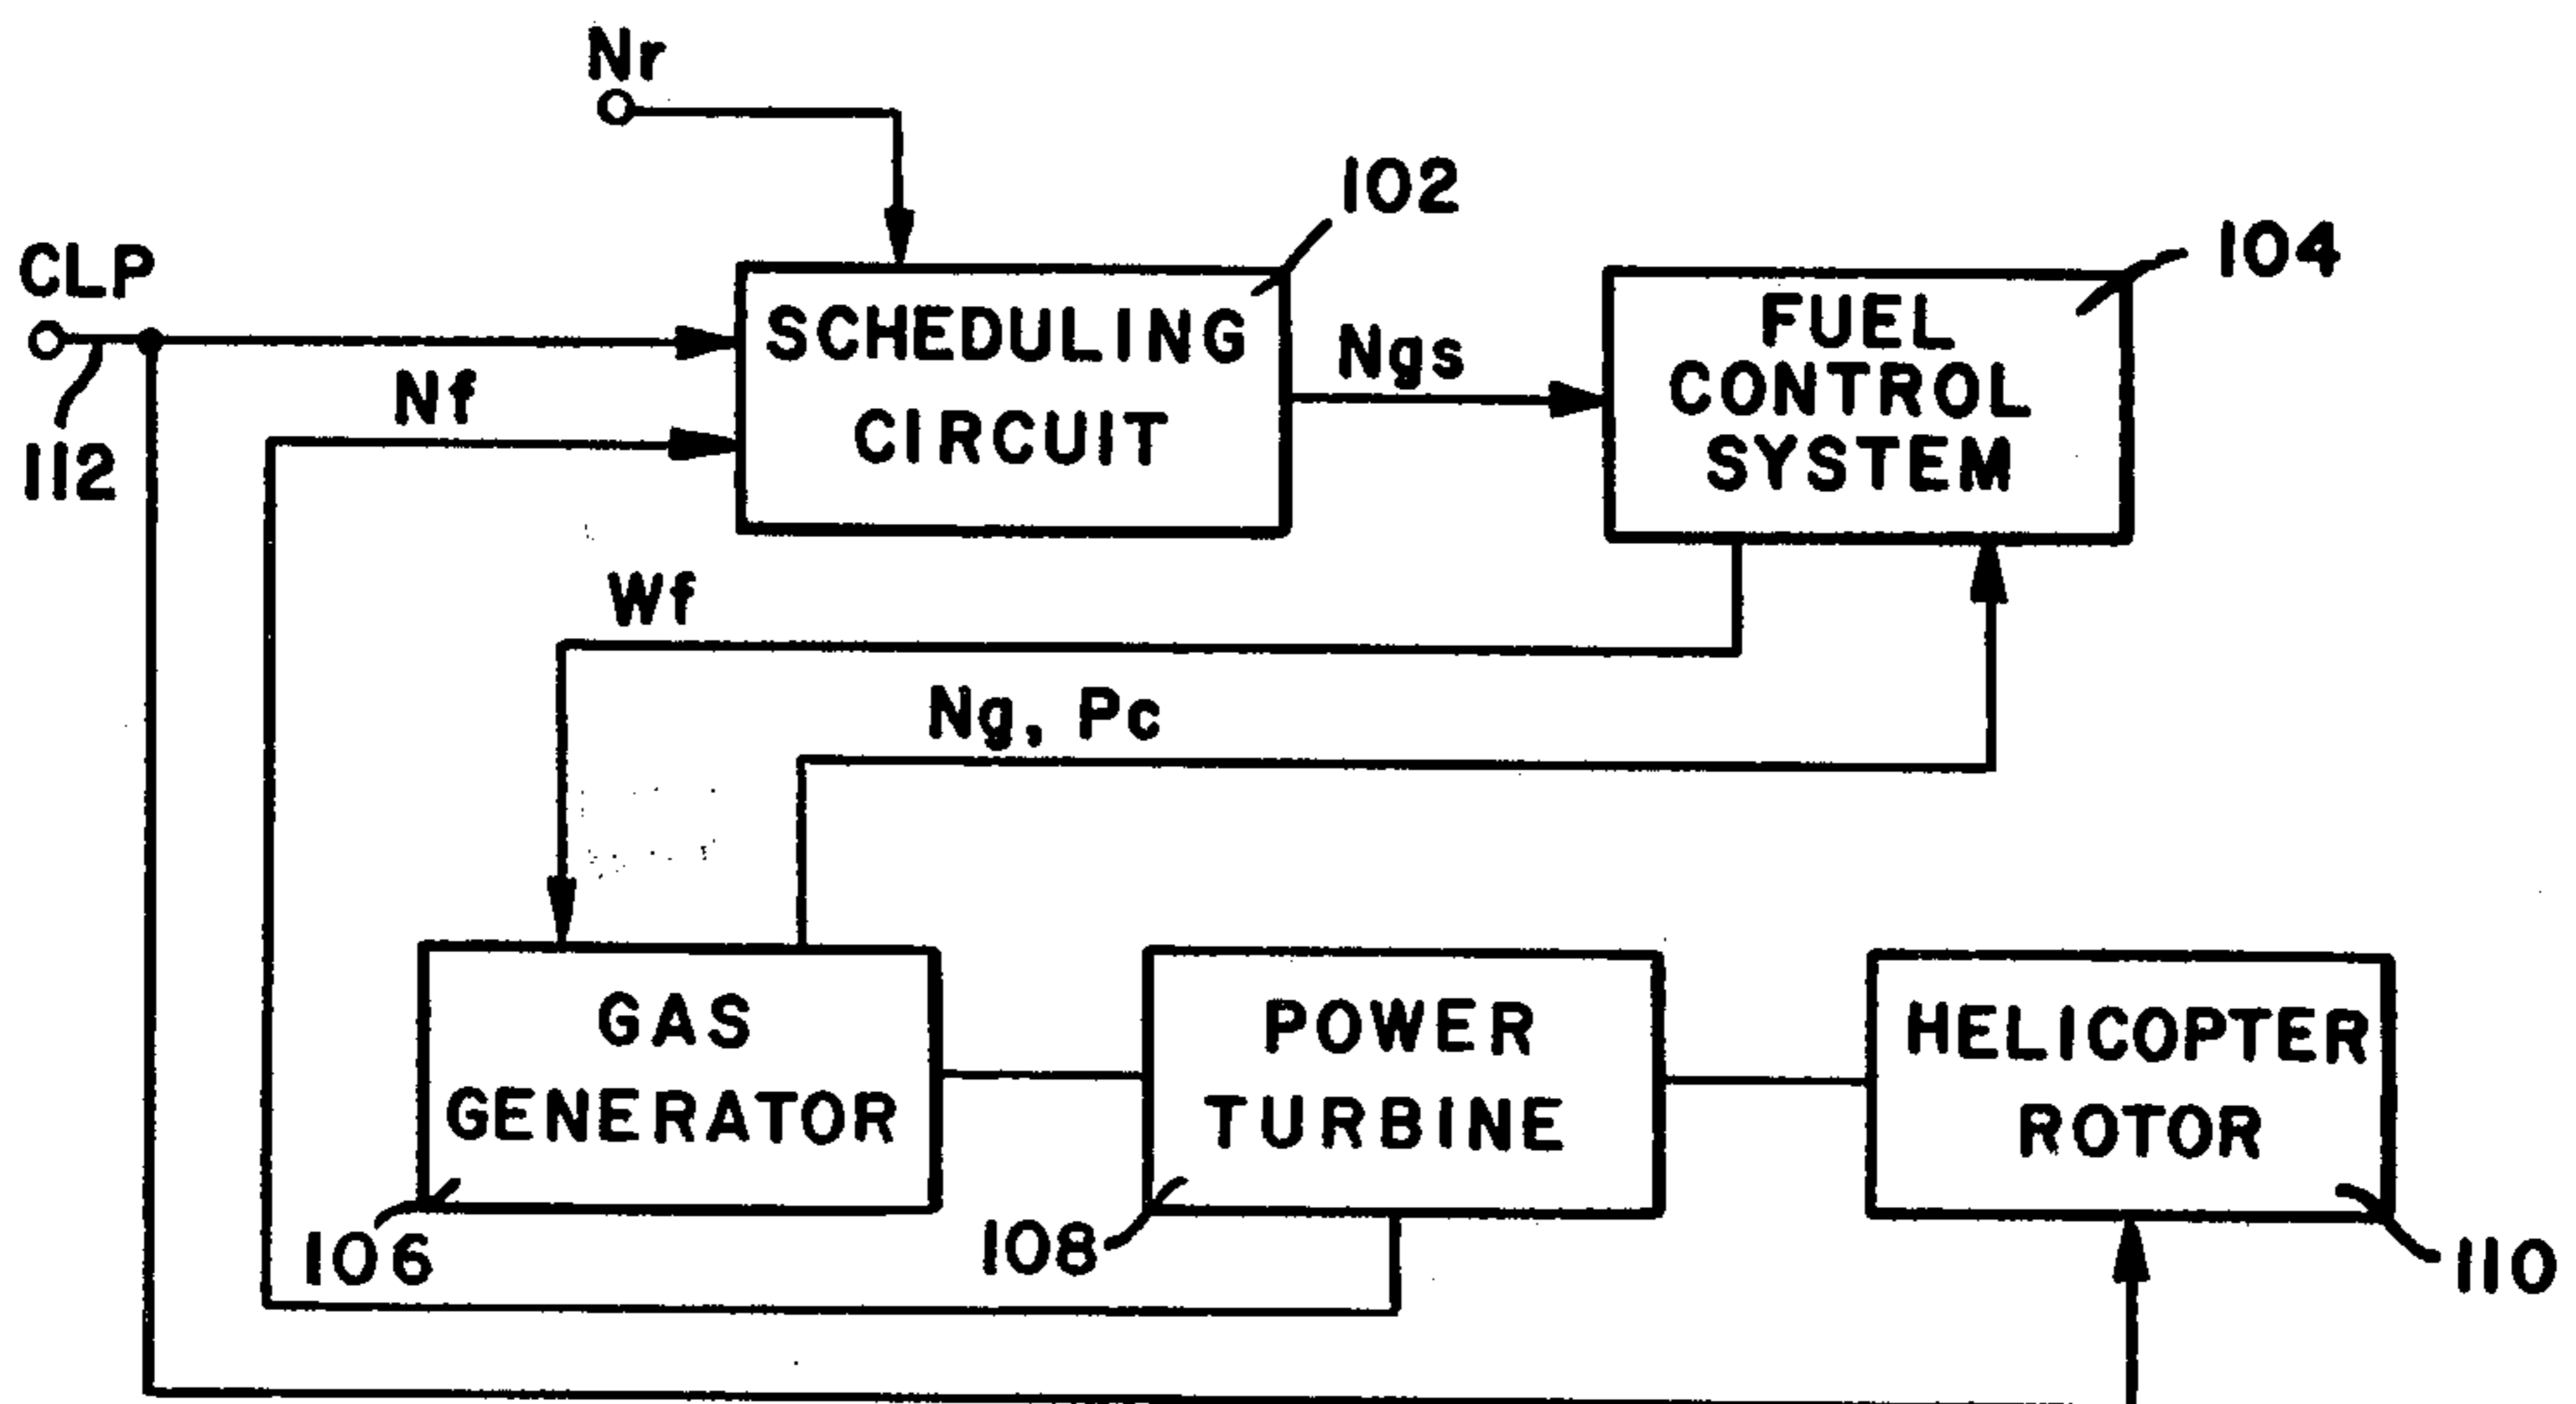 Nr
102
104
CLP
SCHEDULING
CIRCUIT
Ngs
FUEL
CONTROL
SYSTEM
Nf
112
Wf
Ng, Pc
GAS
GENERATOR
POWER
TURBINE
HELICOPTER
ROTOR
106
108
110